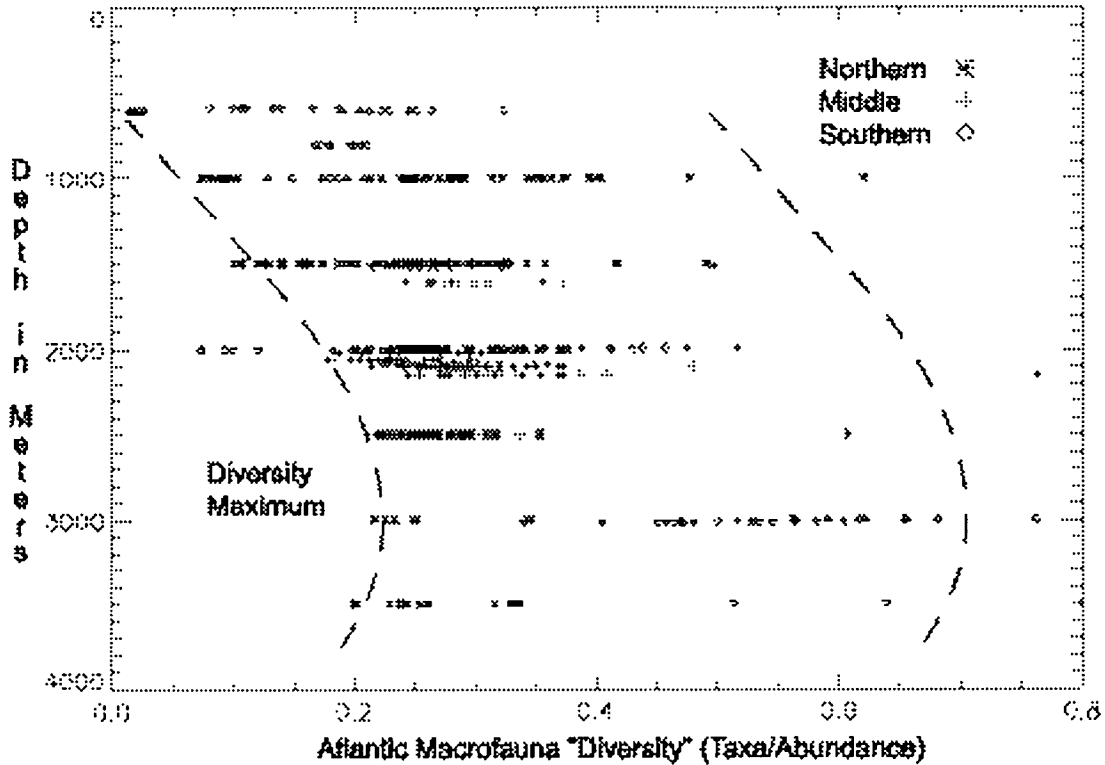 0
Northern
Middle
Southern
Depth in Meters
1000
2000
Diversity
Maximum
3000
4000
0.0 0.2 0.4 0.6 0.8
Atlantic Macrofauna "Diversity" (Taxa/Abundance)